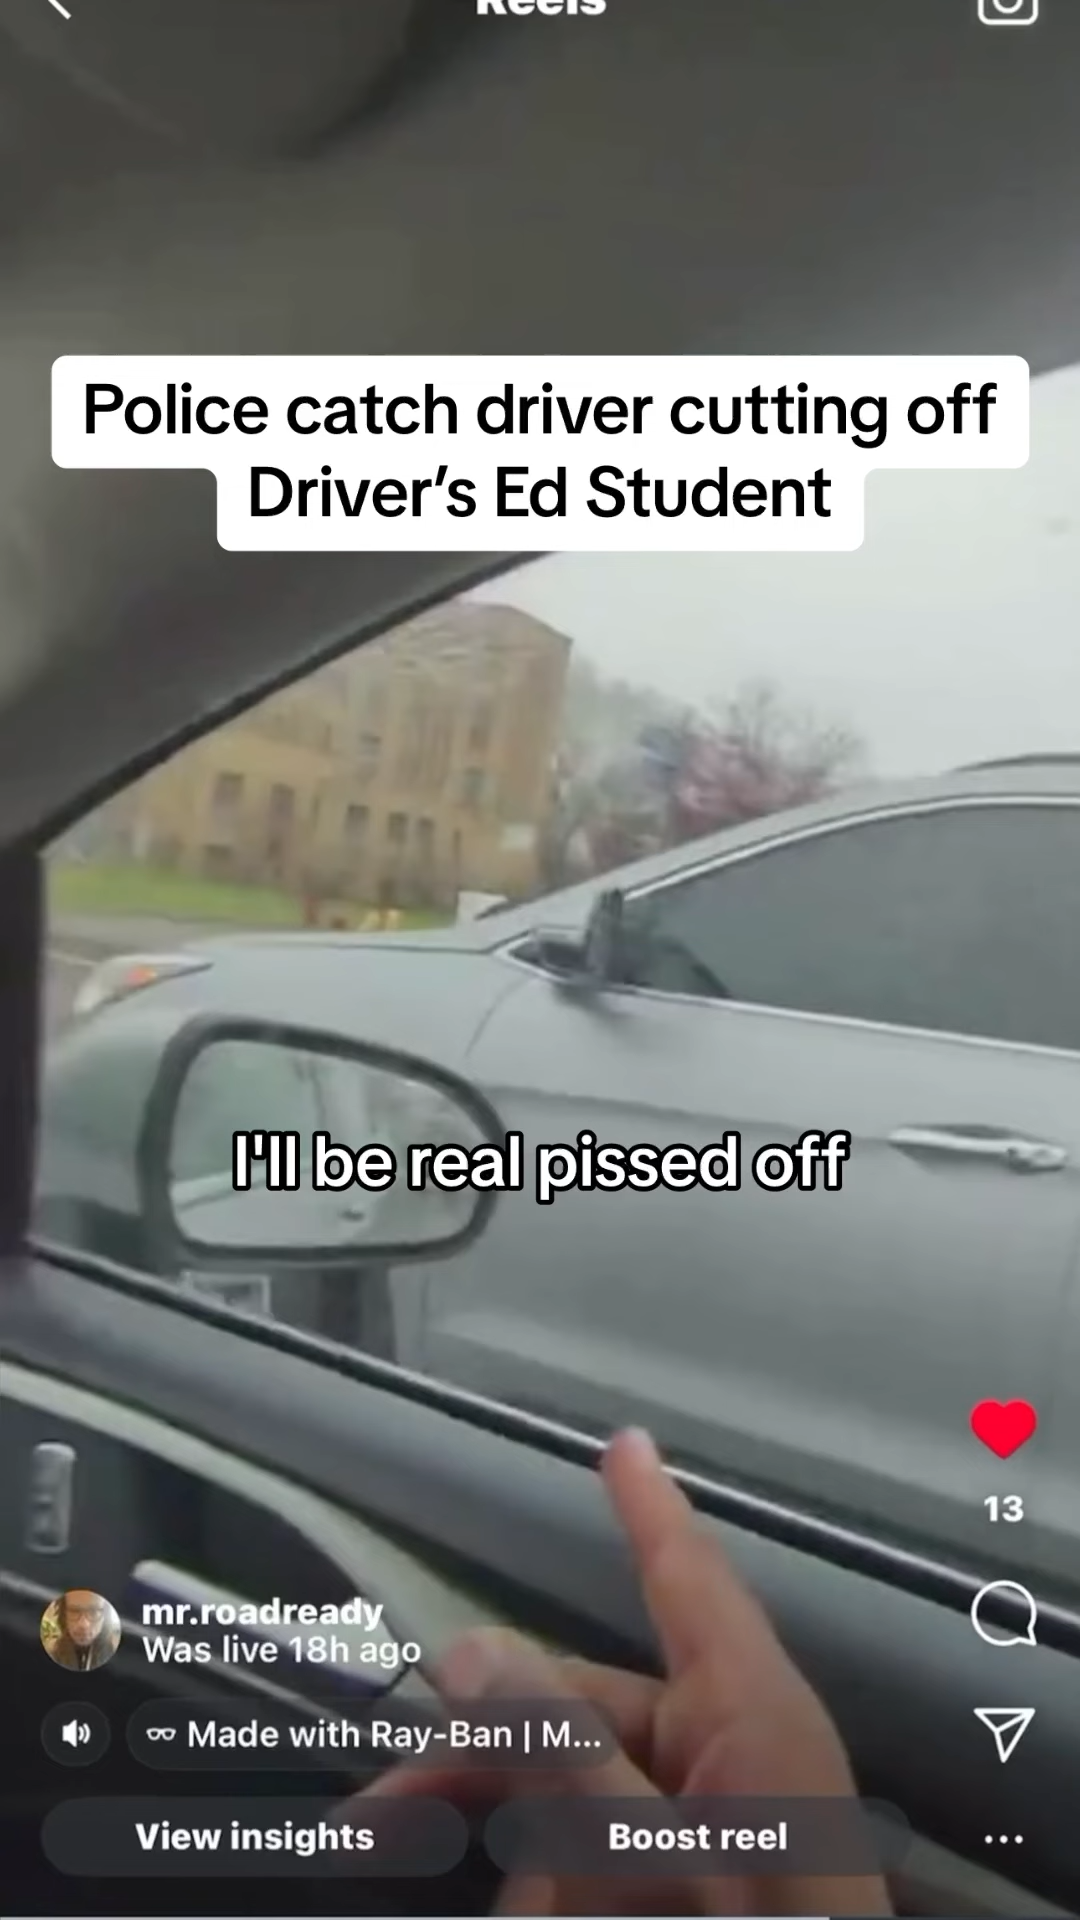 Reels
Police catch driver cutting off
Driver's Ed Student
I'll be real pissed off
13
mr.roadready
Was live 18h ago
Made with Ray-Ban | M...
View insights
Boost reel